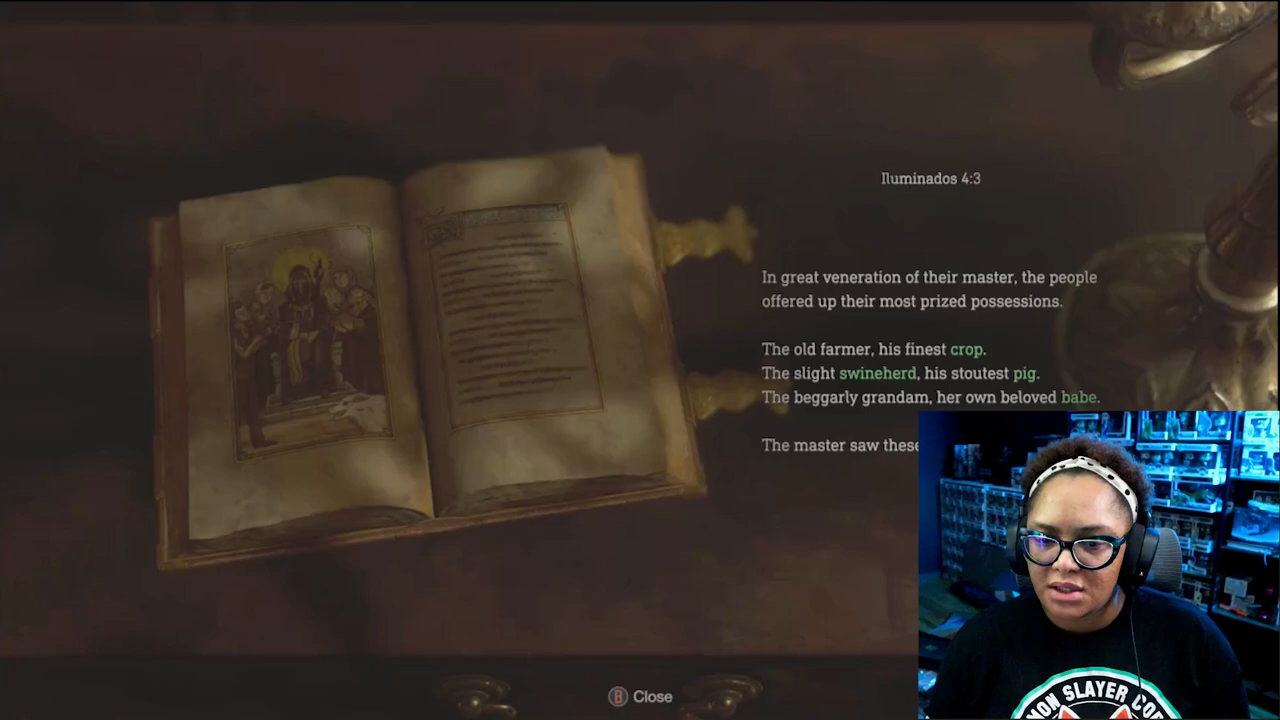 Iluminados 4:3
In great veneration of their master, the people
offered up their most prized possessions.
The old farmer, his finest crop.
The slight swineherd, his stoutest pig.
The beggarly grandam, her own beloved babe.
The master saw these
B Close
SLAYER